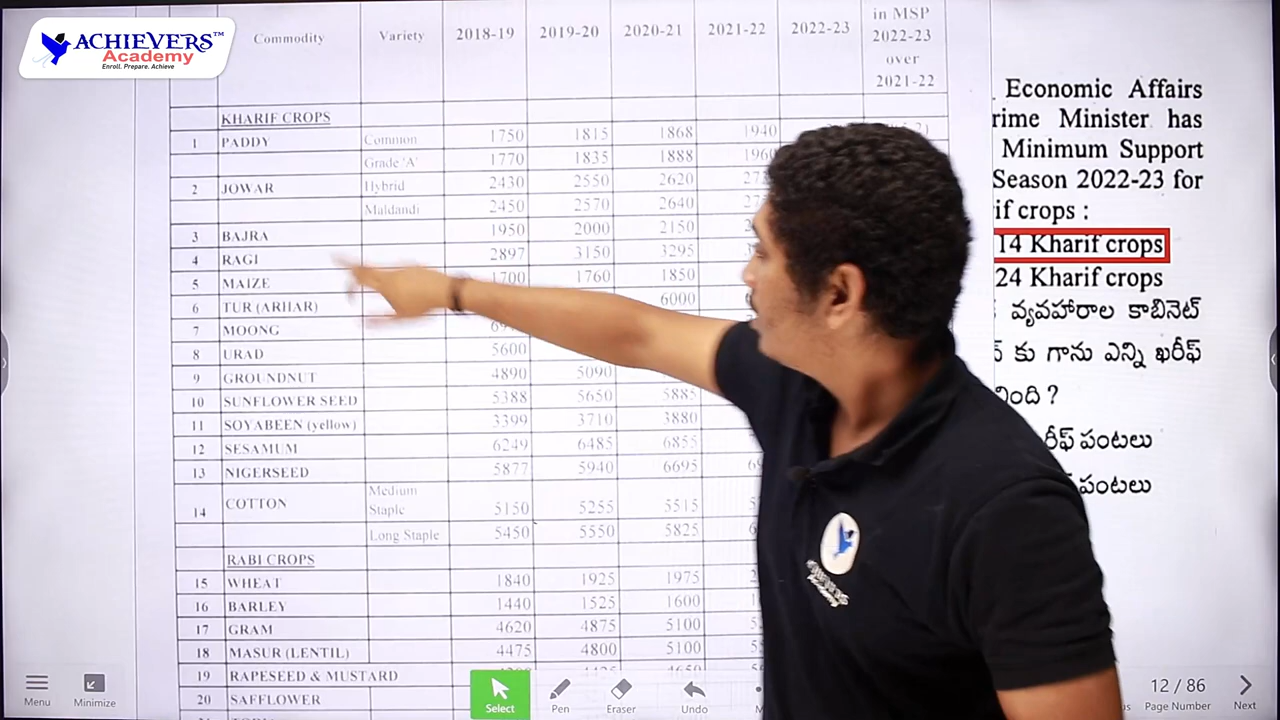 ACHIEVERS™
Academy
Enroll. Prepare. Achieve
Commodity Variety 2018-19 2019-20 2020-21 2021-22 2022-23 in MSP
2022-23
over
2021-22
KHARIF CROPS
1 PADDY Common 1750 1815 1868 1940
Grade 'A' 1770 1835 1888 1960
2 JOWAR Hybrid 2430 2550 2620
Maldandi 2450 2570 2640
3 BAJRA 1950 2000 2150
4 RAGI 2897 3150 3295
5 MAIZE 1700 1760 1850
6 TUR (ARHAR) 6000
7 MOONG
8 URAD 5600
9 GROUNDNUT 4890 5090
10 SUNFLOWER SEED 5388 5650 5885
11 SOYABEEN (yellow) 3399 3710 3880
12 SESAMUM 6249 6485 6855
13 NIGERSEED 5877 5940 6695
14 COTTON Medium
Staple 5150 5255 5515
Long Staple 5450 5550 5825
RABI CROPS
15 WHEAT 1840 1925 1975
16 BARLEY 1440 1525 1600
17 GRAM 4620 4875 5100
18 MASUR (LENTIL) 4475 4800 5100
19 RAPESEED & MUSTARD
20 SAFFLOWER
Economic Affairs
rime Minister has
Minimum Support
Season 2022-23 for
if crops :
14 Kharif crops
24 Kharif crops
వ్యవహారాల కాబినెట్
కు గాను ఎన్ని ఖరీఫ్
నింది ?
రీఫ్ పంటలు
పంటలు
Menu
Minimize
Select
Pen
Eraser
Undo
12 / 86
Page Number
Next